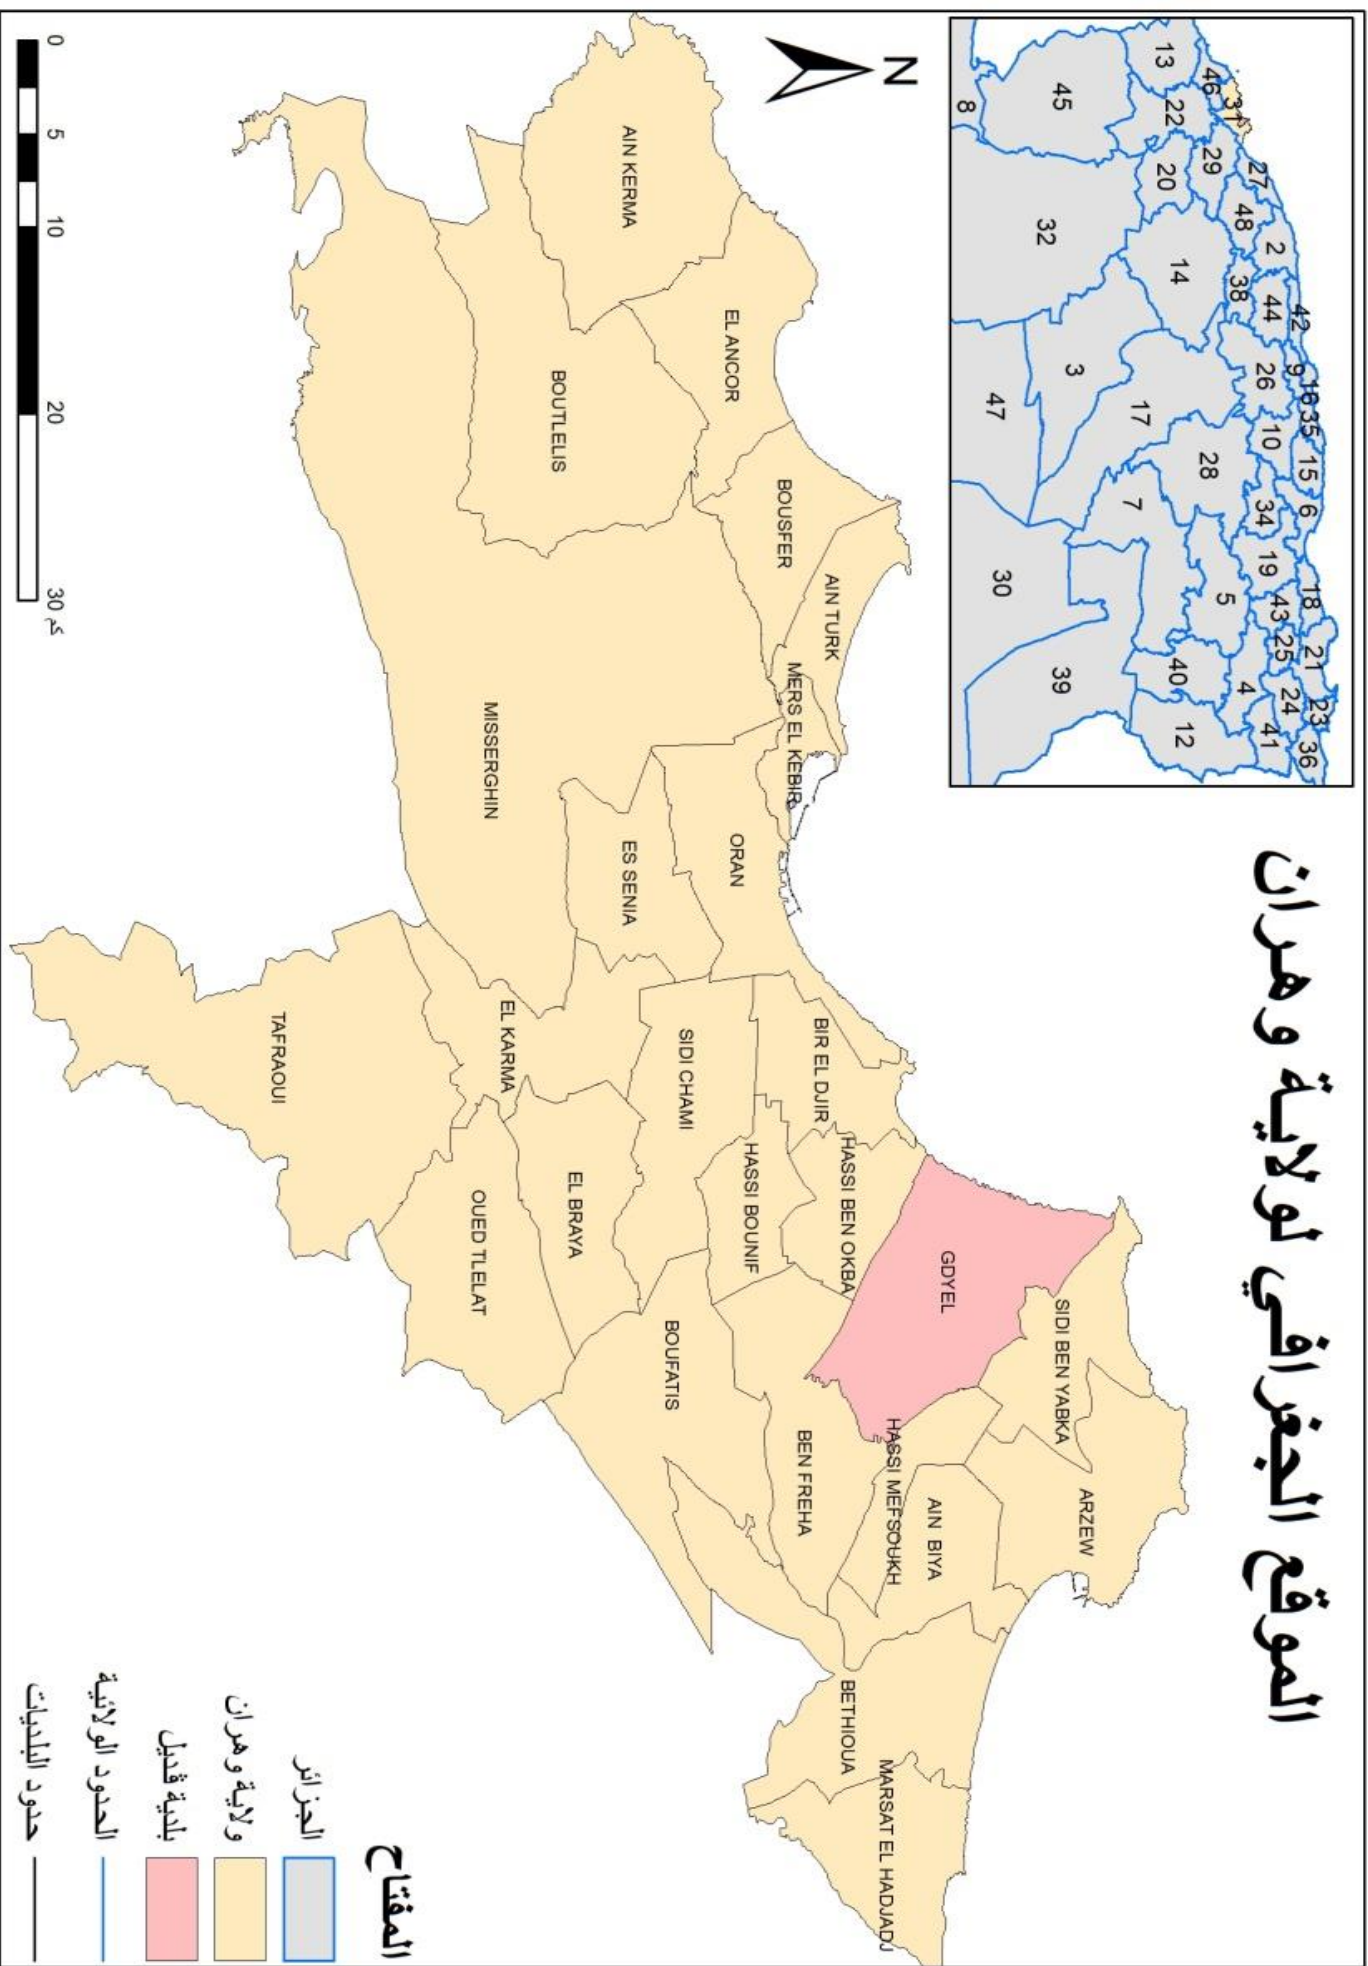 الموقع الجغرافي لولاية وهران
31
46
13
22
45
8
27
29
48
20
2
32
38
14
44
42
9
16
26
3
35
17
47
10
15
28
6
34
7
19
18
5
30
43
25
21
40
4
24
39
23
12
41
36
N
AIN KERMA
EL ANCOR
BOUTLELIS
BOUSFER
AIN TURK
MERS EL KEBIR
MISSERGHIN
ORAN
ES SENIA
BIR EL DJIR
SIDI CHAMI
EL KARMA
TAFRAOUI
HASSI BEN OKBA
HASSI BOUNIF
EL BRAYA
OUED TLELAT
GDYEL
SIDI BEN YABKA
BOUFATIS
BEN FREHA
HASSI MEFSOUKH
AIN BIYA
ARZEW
BETHIOUA
MARSAT EL HADJADJ
0 5 10 20 30 كم
المفتاح
الجزائر
ولاية وهران
بلدية ڤديل
الحدود الولائية
حدود البلديات